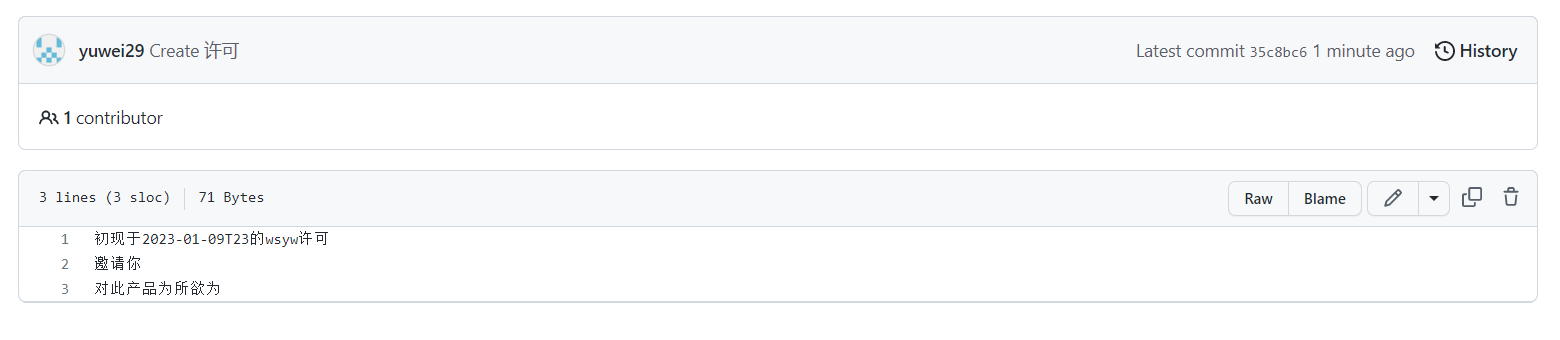 yuwei29 Create 许可
Latest commit 35c8bc6 1 minute ago
History
1 contributor
3 lines (3 sloc)
71 Bytes
Raw
Blame
1 初现于2023-01-09T23的wsyw许可
2 邀请你
3 对此产品为所欲为